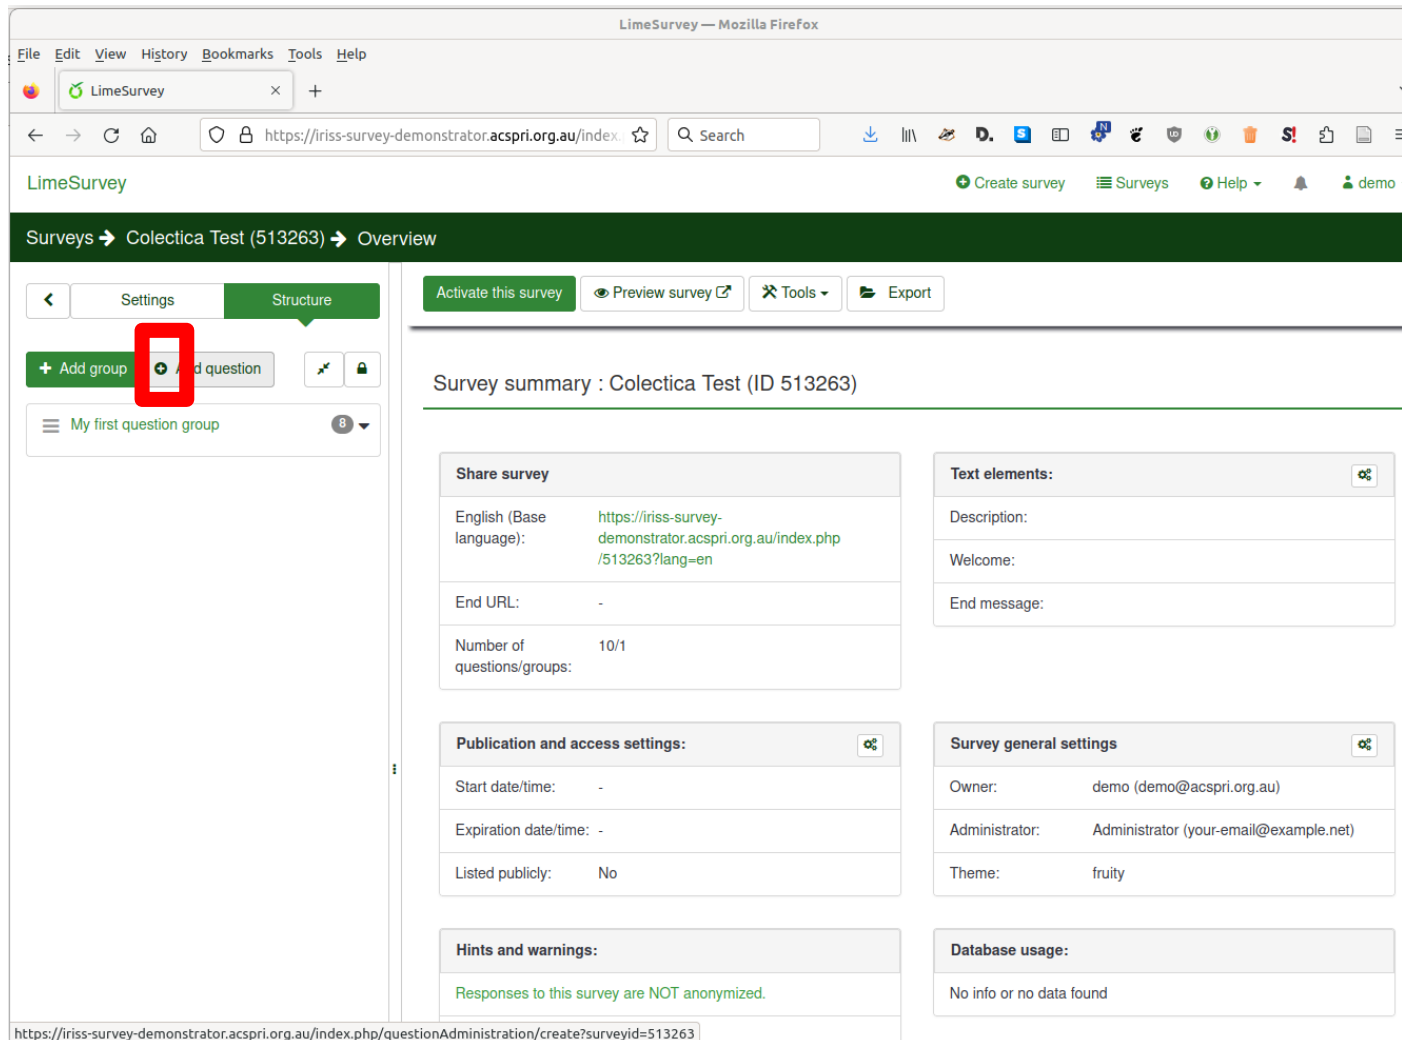 LimeSurvey — Mozilla Firefox
File Edit View History Bookmarks Tools Help
LimeSurvey
https://iriss-survey-demonstrator.acspri.org.au/index. Search
LimeSurvey Create survey Surveys Help demo
Surveys Colectica Test (513263) Overview
Settings Structure
Activate this survey Preview survey Tools Export
Add group question
My first question group 8
Survey summary : Colectica Test (ID 513263)
Share survey
English (Base language): https://iriss-survey-
demonstrator.acspri.org.au/index.php
/513263?lang=en
End URL: -
Number of questions/groups: 10/1
Text elements:
Description:
Welcome:
End message:
Publication and access settings:
Start date/time: -
Expiration date/time: -
Listed publicly: No
Survey general settings
Owner: demo (demo@acspri.org.au)
Administrator: Administrator (your-email@example.net)
Theme: fruity
Hints and warnings:
Responses to this survey are NOT anonymized.
Database usage:
No info or no data found
https://iriss-survey-demonstrator.acspri.org.au/index.php/questionAdministration/create?surveyid=513263